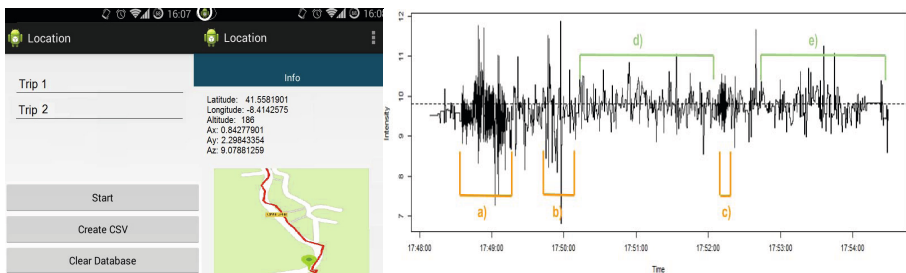 16:07
Location
Trip 1
Trip 2
Start
Create CSV
Clear Database
16:08
Location
Info
Latitude: 41.5581901
Longitude: -8.4142575
Altitude: 186
Ax: 0.84277901
Ay: 2.29843354
Az: 9.07881259
12
11
10
9
8
7
Intensity
d)
e)
a)
b)
c)
17:48:00
17:49:00
17:50:00
17:51:00
17:52:00
17:53:00
17:54:00
Time